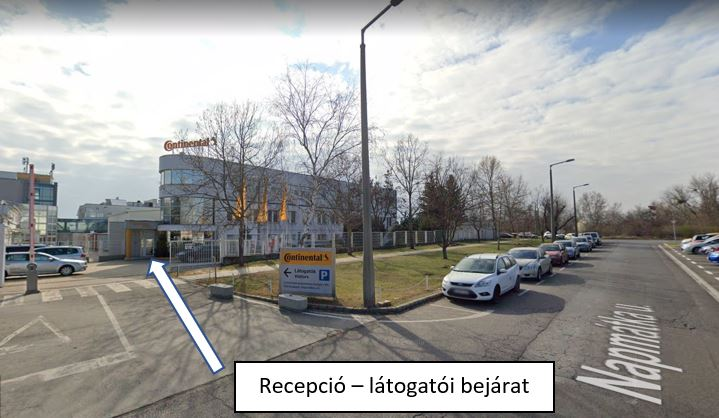 Continental
Continental
Látogatók
Visitors
P
Napmátka u.
Recepció – látogatói bejárat